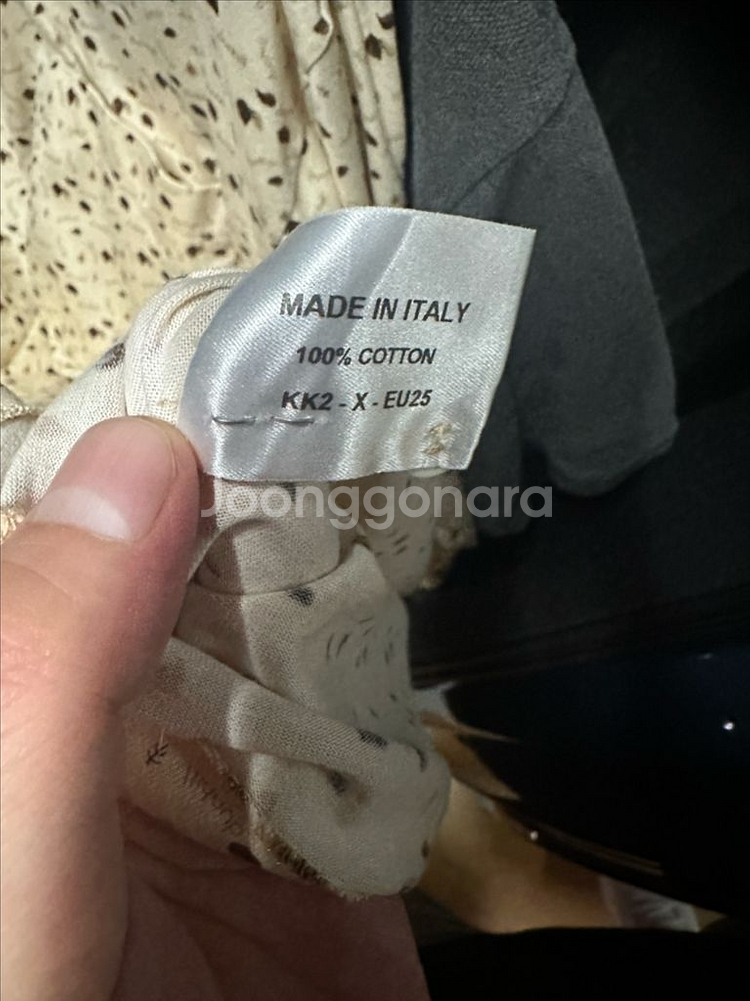 MADE IN ITALY
100% COTTON
KK2 - X - EU25
Joonggonara